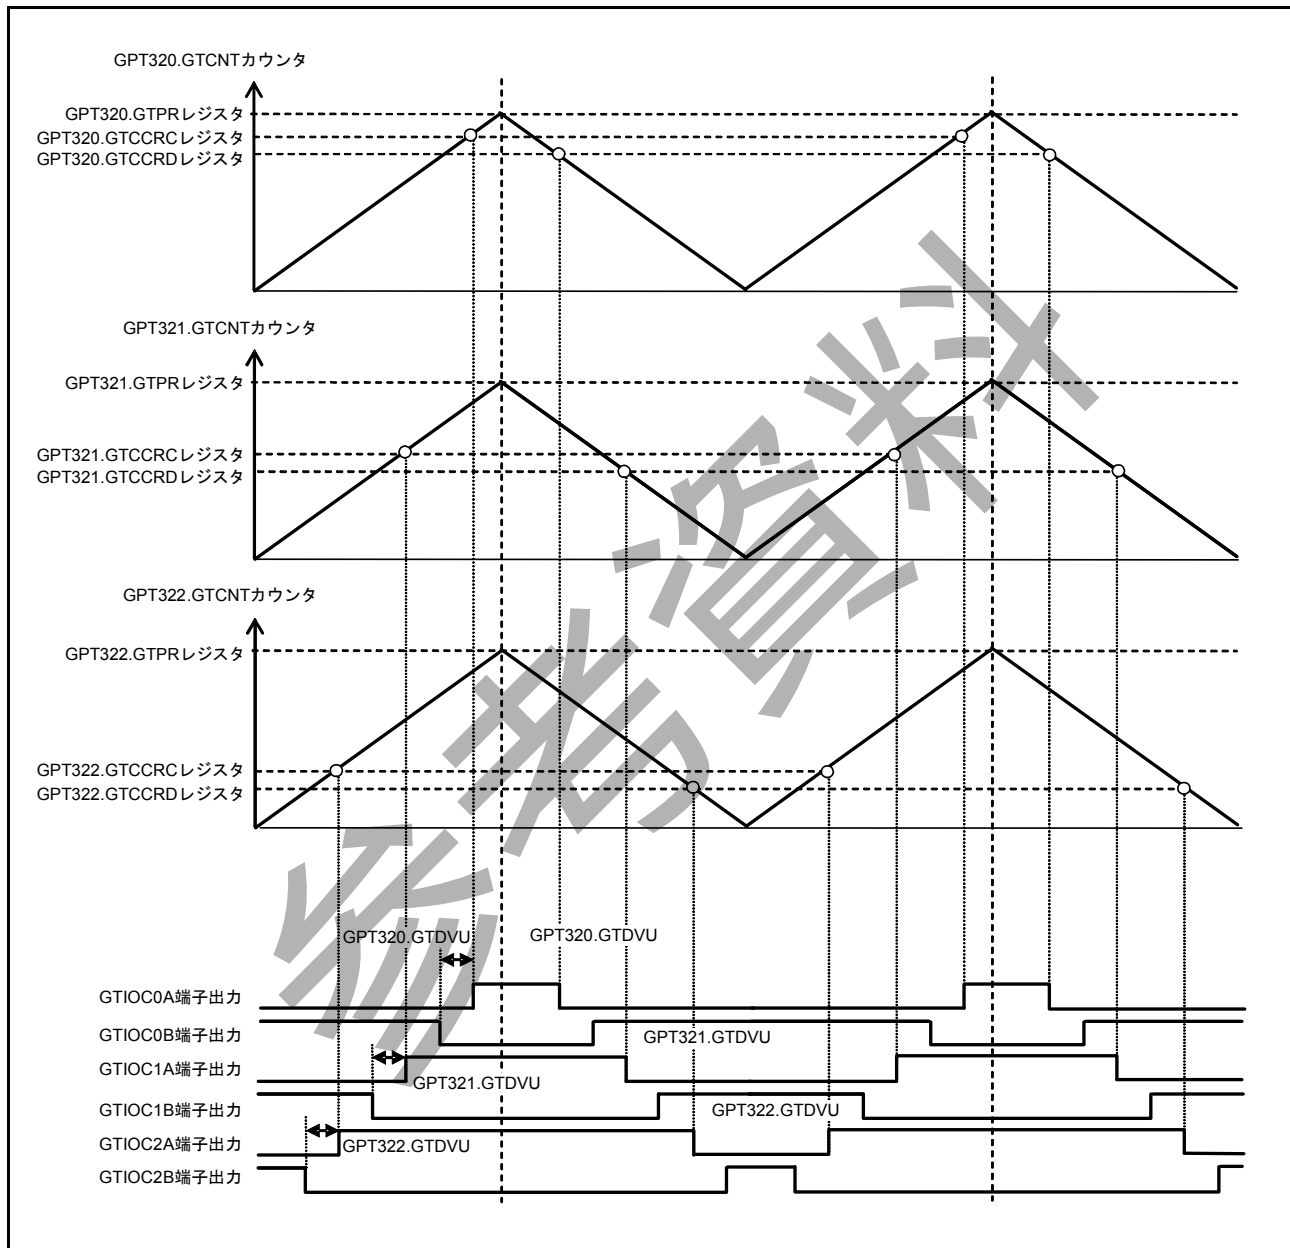 GPT320.GTCNTカウンタ
GPT320.GTPRレジスタ
GPT320.GTCCRCレジスタ
GPT320.GTCCRDレジスタ
GPT321.GTCNTカウンタ
GPT321.GTPRレジスタ
GPT321.GTCCRCレジスタ
GPT321.GTCCRDレジスタ
GPT322.GTCNTカウンタ
GPT322.GTPRレジスタ
GPT322.GTCCRCレジスタ
GPT322.GTCCRDレジスタ
参考資料
GPT320.GTDVU
GPT320.GTDVU
GTIOC0A端子出力
GTIOC0B端子出力
GPT321.GTDVU
GTIOC1A端子出力
GPT321.GTDVU
GTIOC1B端子出力
GPT322.GTDVU
GTIOC2A端子出力
GPT322.GTDVU
GTIOC2B端子出力